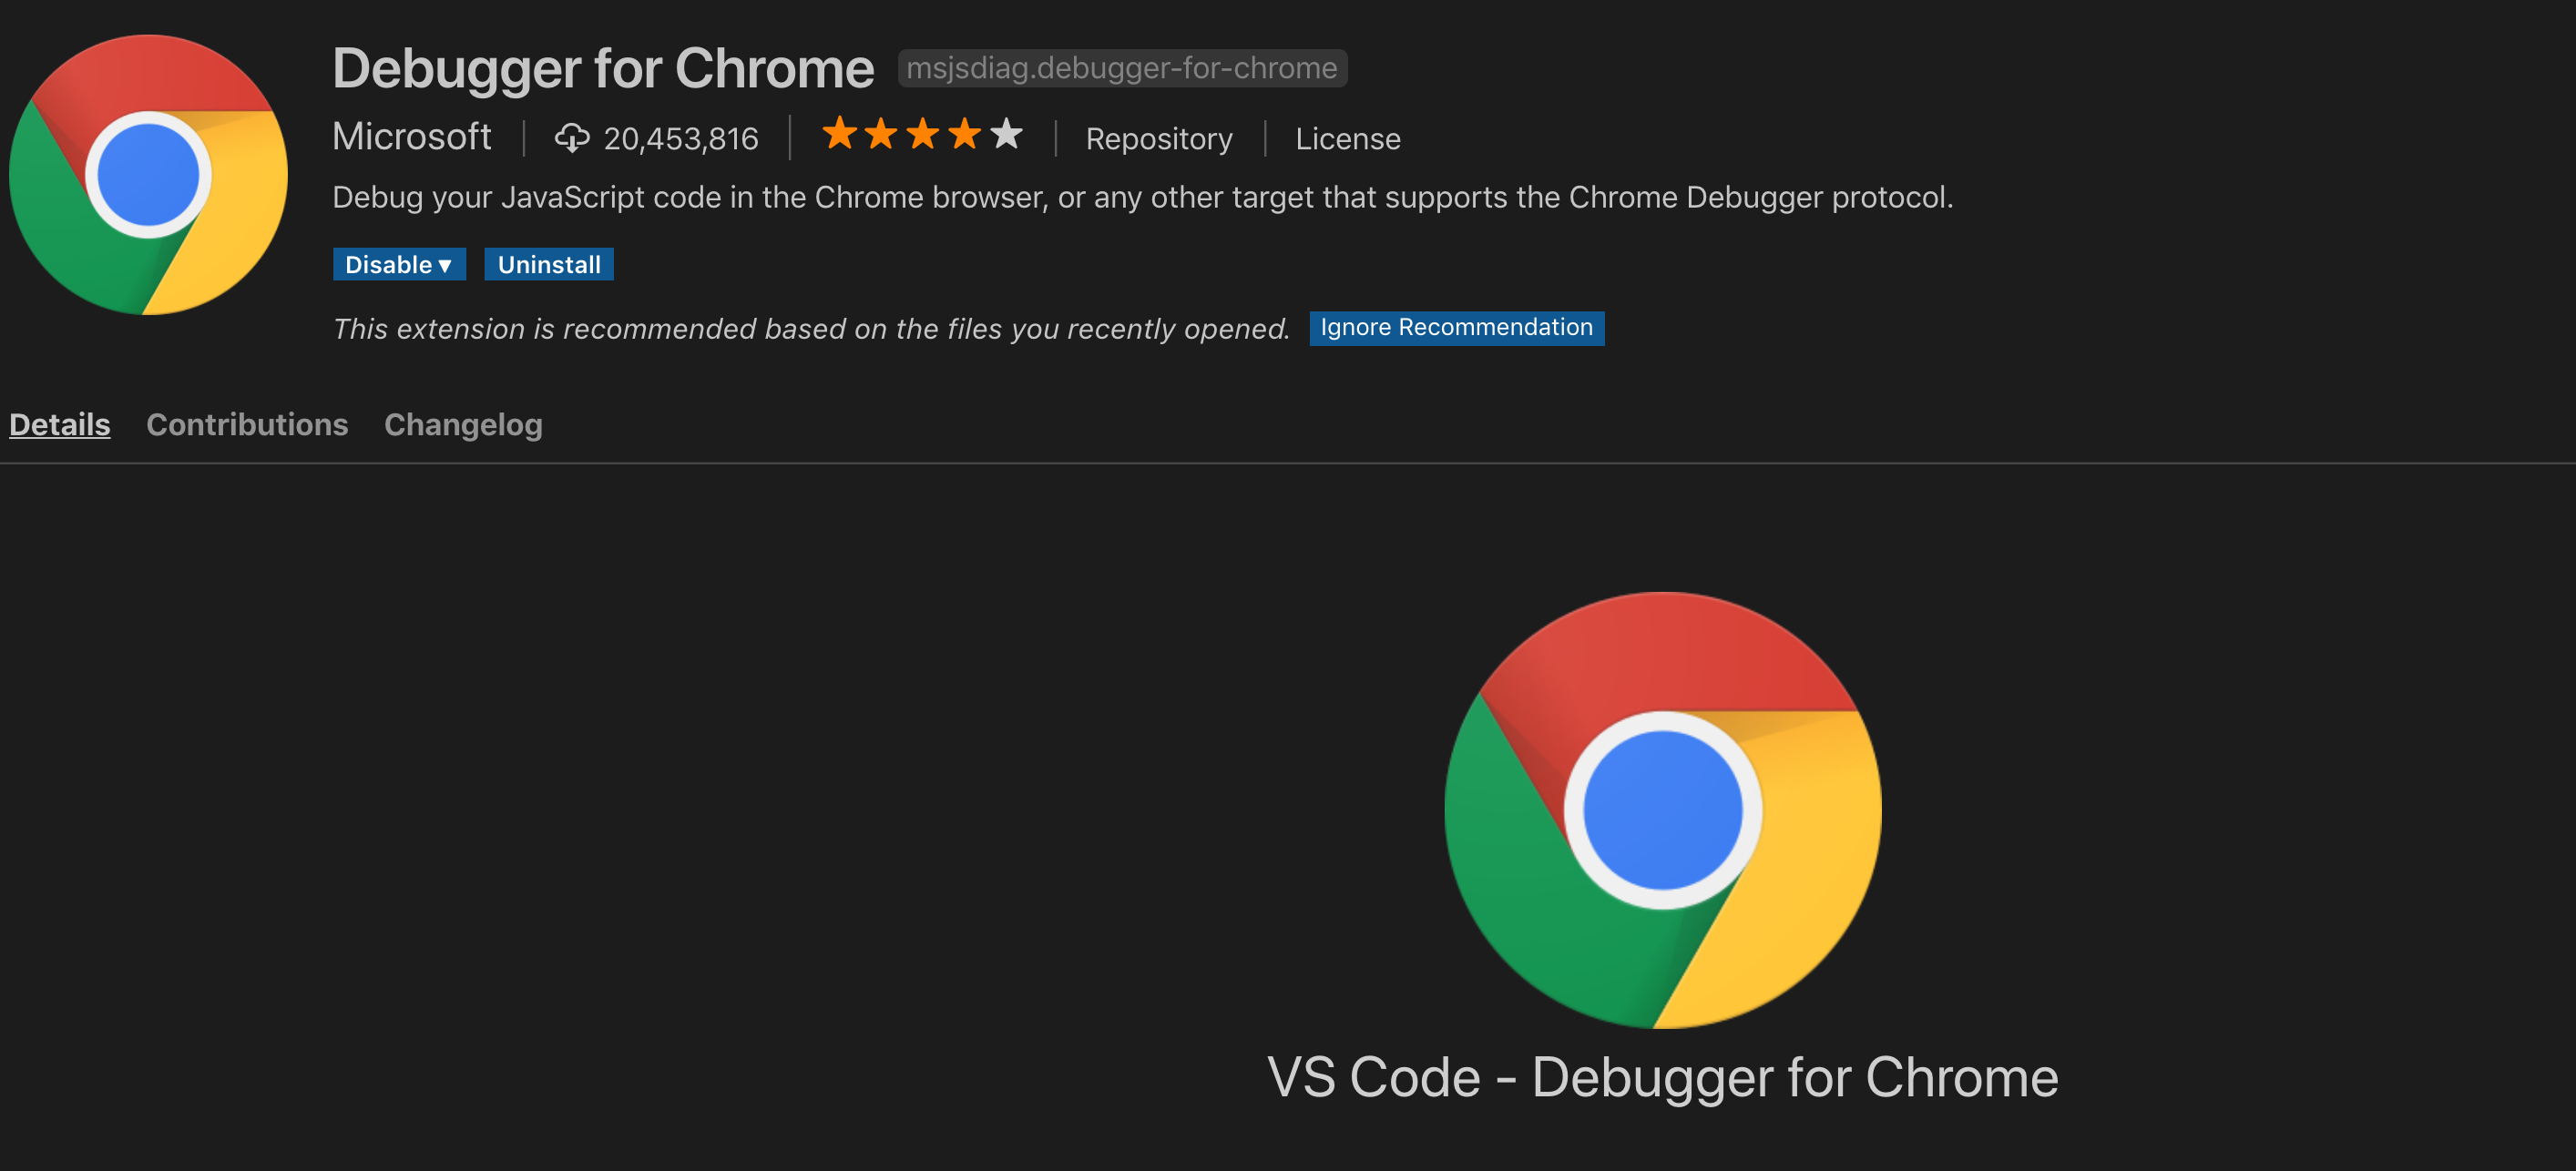 Debugger for Chrome msjsdiag.debugger-for-chrome
Microsoft 20,453,816 Repository License
Debug your JavaScript code in the Chrome browser, or any other target that supports the Chrome Debugger protocol.
Disable ▾ Uninstall
This extension is recommended based on the files you recently opened. Ignore Recommendation
Details Contributions Changelog
VS Code - Debugger for Chrome